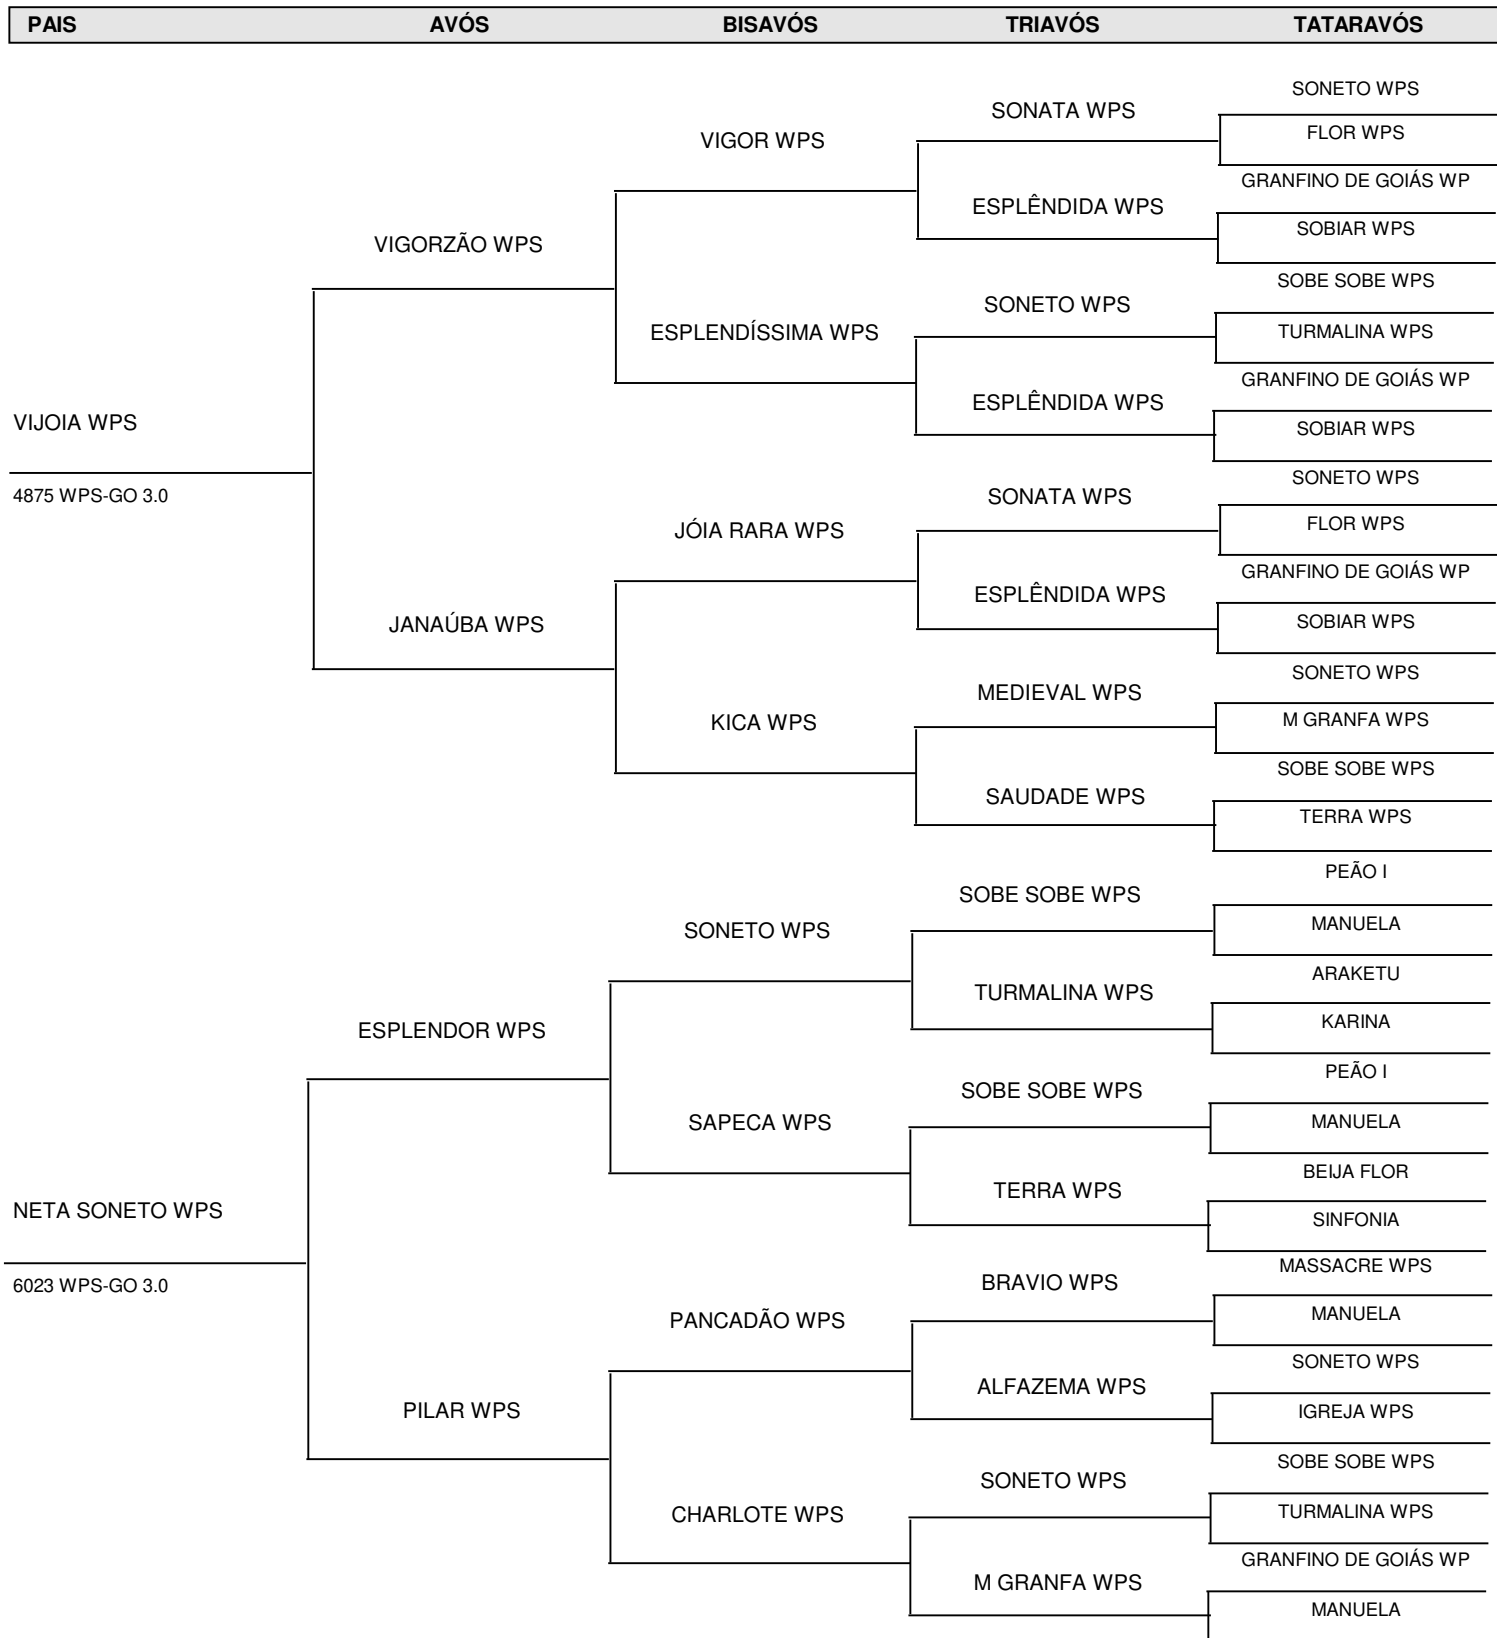 PAIS AVÓS BISAVÓS TRIAVÓS TATARAVÓS
SONETO WPS
SONATA WPS
FLOR WPS
VIGOR WPS
GRANFINO DE GOIÁS WP
ESPLÊNDIDA WPS
SOBIAR WPS
VIGORZÃO WPS
SOBE SOBE WPS
SONETO WPS
TURMALINA WPS
ESPLENDÍSSIMA WPS
GRANFINO DE GOIÁS WP
ESPLÊNDIDA WPS
SOBIAR WPS
VIJOIA WPS
4875 WPS-GO 3.0
SONETO WPS
SONATA WPS
FLOR WPS
JÓIA RARA WPS
GRANFINO DE GOIÁS WP
ESPLÊNDIDA WPS
SOBIAR WPS
JANAÚBA WPS
SONETO WPS
MEDIEVAL WPS
M GRANFA WPS
KICA WPS
SOBE SOBE WPS
SAUDADE WPS
TERRA WPS
PEÃO I
SOBE SOBE WPS
MANUELA
SONETO WPS
ARAKETU
TURMALINA WPS
KARINA
ESPLENDOR WPS
PEÃO I
SOBE SOBE WPS
MANUELA
SAPECA WPS
BEIJA FLOR
TERRA WPS
SINFONIA
NETA SONETO WPS
6023 WPS-GO 3.0
MASSACRE WPS
BRAVIO WPS
MANUELA
PANCADÃO WPS
SONETO WPS
ALFAZEMA WPS
IGREJA WPS
PILAR WPS
SOBE SOBE WPS
SONETO WPS
TURMALINA WPS
CHARLOTE WPS
GRANFINO DE GOIÁS WP
M GRANFA WPS
MANUELA